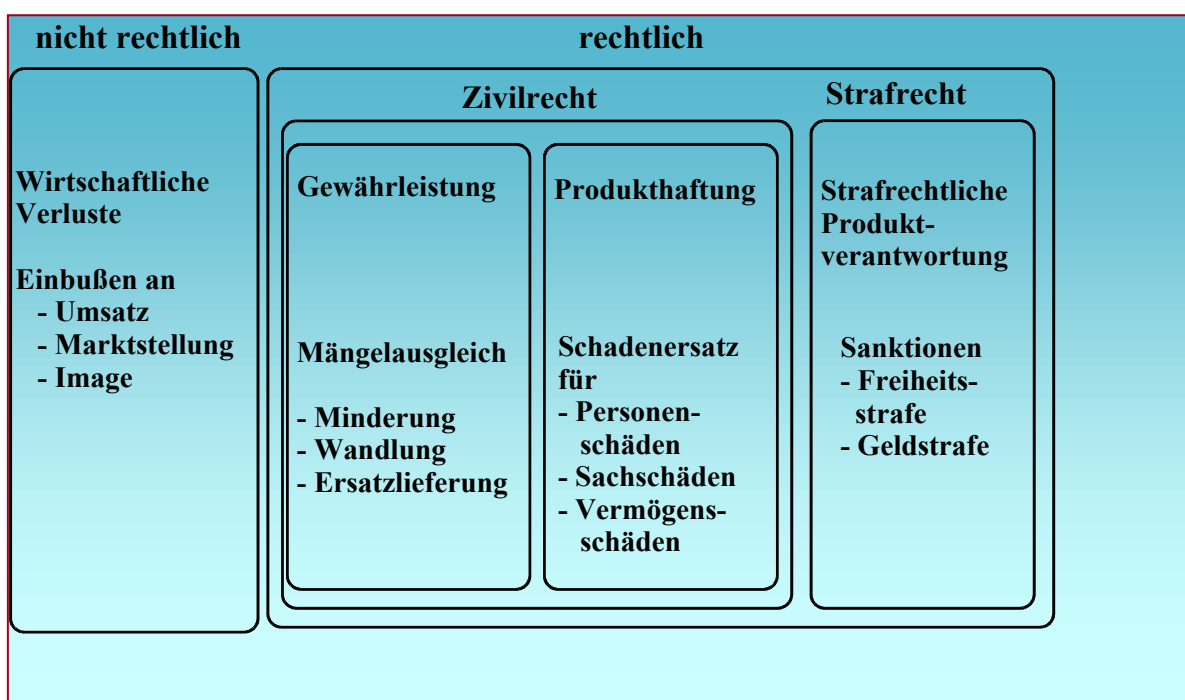 nicht rechtlich
rechtlich
Zivilrecht
Strafrecht
Wirtschaftliche
Verluste
Einbußen an
- Umsatz
- Marktstellung
- Image
Gewährleistung
Mängelausgleich
- Minderung
- Wandlung
- Ersatzlieferung
Produkthaftung
Schadenersatz
für
- Personen-
schäden
- Sachschäden
- Vermögens-
schäden
Strafrechtliche
Produkt-
verantwortung
Sanktionen
- Freiheits-
strafe
- Geldstrafe